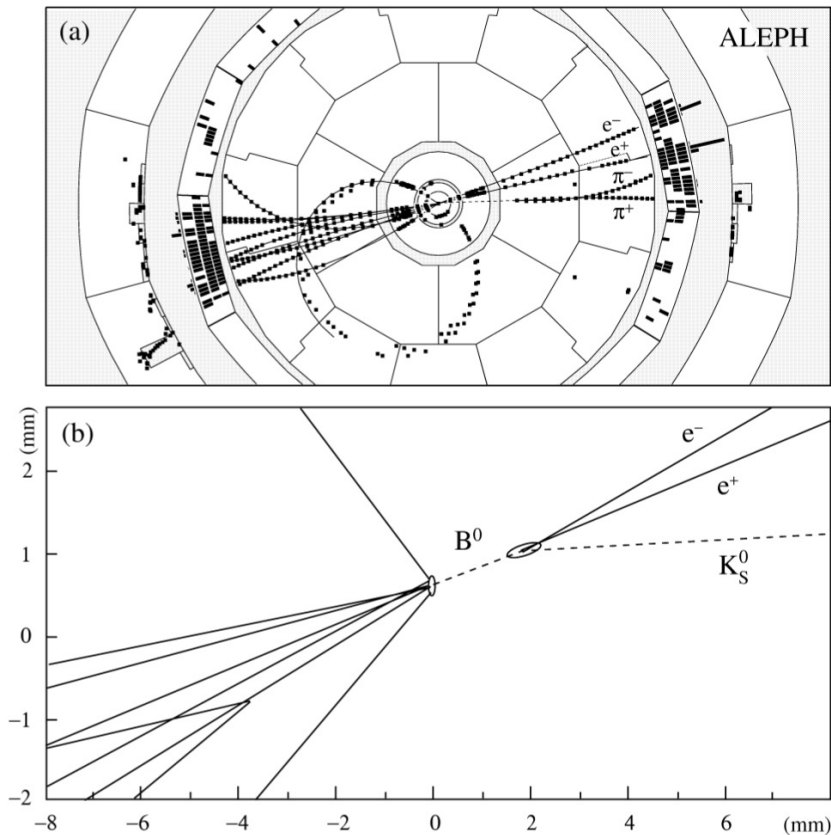 (a)
ALEPH
e−
e+
π−
π+
(b)
(mm)
2
1
0
−1
−2
B0
e−
e+
K0S
−8
−6
−4
−2
0
2
4
6
(mm)